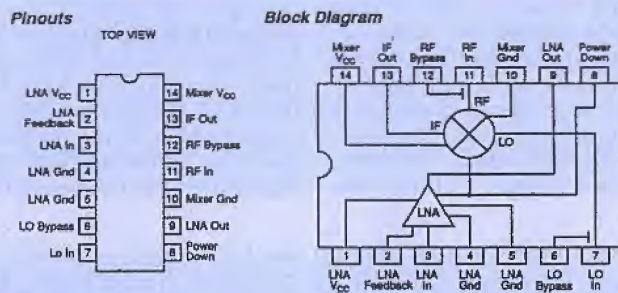 Pinouts
TOP VIEW
LNA VCC 1
LNA Feedback 2
LNA In 3
LNA Gnd 4
LNA Gnd 5
LO Bypass 6
Lo In 7
14 Mixer VCC
13 IF Out
12 RF Bypass
11 RF In
10 Mixer Gnd
9 LNA Out
8 Power Down
Block Diagram
Mixer VCC
IF Out
RF Bypass
RF In
Mixer Gnd
LNA Out
Power Down
14 13 12 11 10 9 8
RF
IF
LO
LNA
1 2 3 4 5 6 7
LNA VCC
LNA Feedback
LNA In
LNA Gnd
LNA Gnd
LO Bypass
LO In